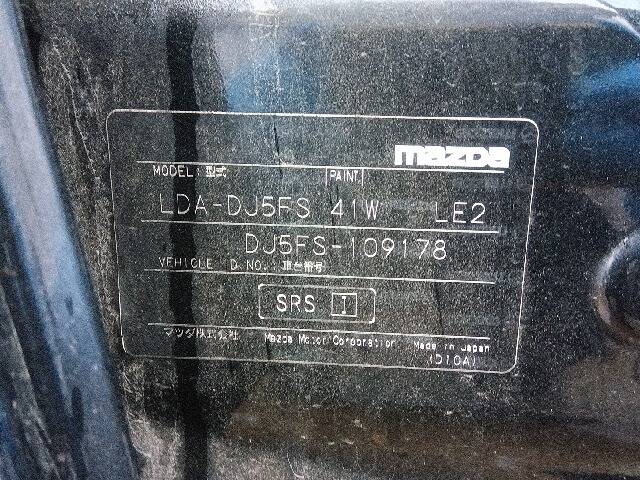 mazda
MODEL: 型式 PAINT
LDA-DJ5FS 41W LE2
DJ5FS-109178
VEHICLE I.D.NO.: 車台番号
SRS I
マツダ株式会社 Mazda Motor Corporation Made in Japan
(D10A)